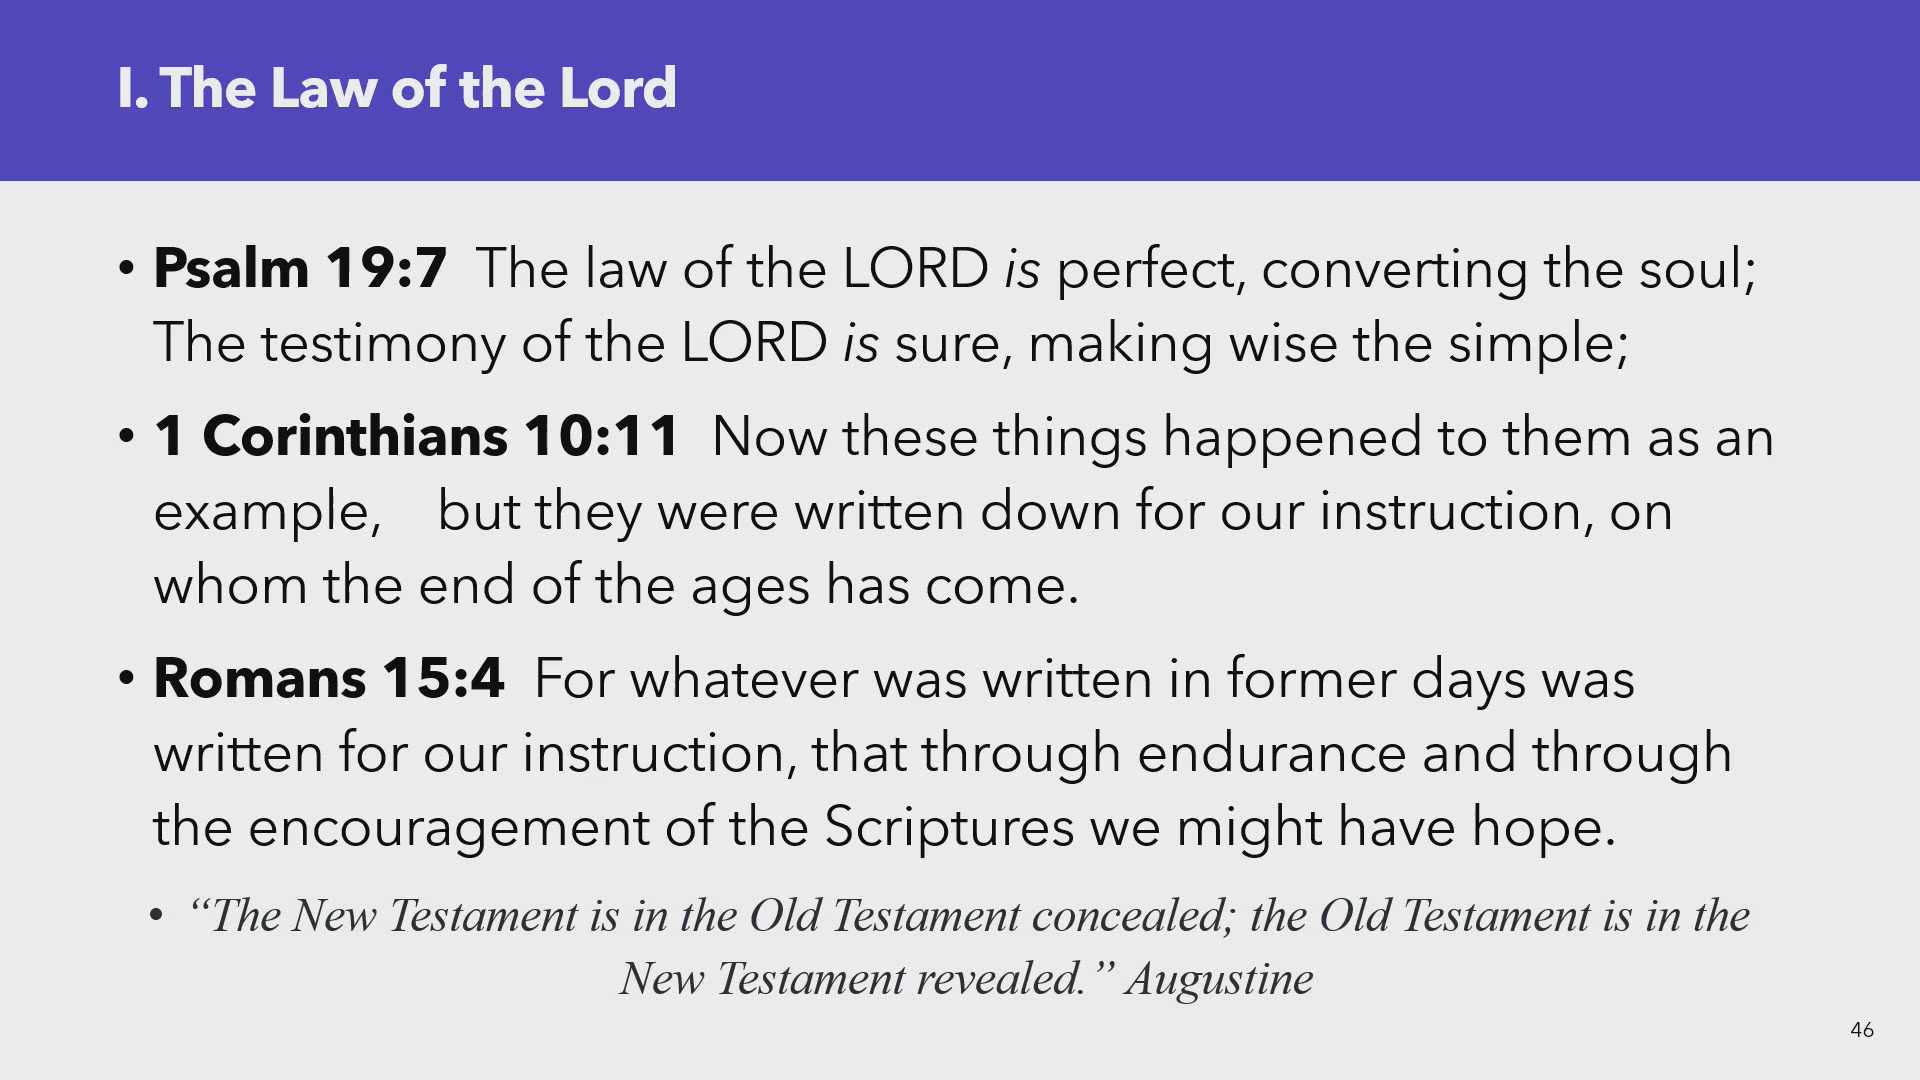 I. The Law of the Lord
• Psalm 19:7  The law of the LORD is perfect, converting the soul;
The testimony of the LORD is sure, making wise the simple;
• 1 Corinthians 10:11  Now these things happened to them as an
example,    but they were written down for our instruction, on
whom the end of the ages has come.
• Romans 15:4  For whatever was written in former days was
written for our instruction, that through endurance and through
the encouragement of the Scriptures we might have hope.
• “The New Testament is in the Old Testament concealed; the Old Testament is in the
New Testament revealed.” Augustine
46